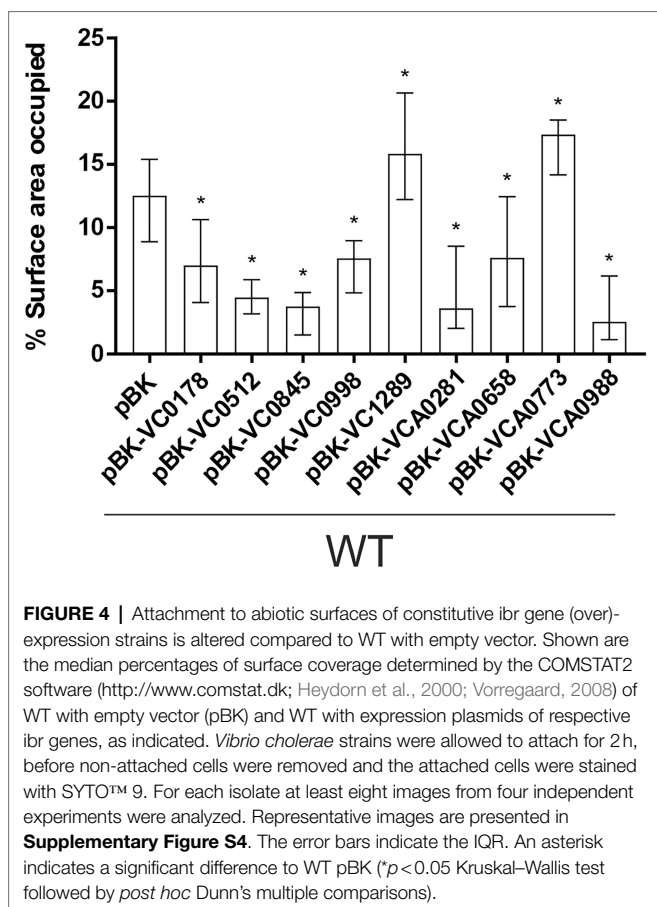 % Surface area occupied
25
20
15
10
5
0
*
*
*
*
*
*
*
*
*
pBK
pBK-VC0178
pBK-VC0512
pBK-VC0845
pBK-VC0998
pBK-VC1289
pBK-VCA0281
pBK-VCA0658
pBK-VCA0773
pBK-VCA0988
WT
FIGURE 4 | Attachment to abiotic surfaces of constitutive ibr gene (over)-
expression strains is altered compared to WT with empty vector. Shown are
the median percentages of surface coverage determined by the COMSTAT2
software (http://www.comstat.dk; Heydorn et al., 2000; Vorregaard, 2008) of
WT with empty vector (pBK) and WT with expression plasmids of respective
ibr genes, as indicated. Vibrio cholerae strains were allowed to attach for 2 h,
before non-attached cells were removed and the attached cells were stained
with SYTO™ 9. For each isolate at least eight images from four independent
experiments were analyzed. Representative images are presented in
Supplementary Figure S4. The error bars indicate the IQR. An asterisk
indicates a significant difference to WT pBK (*p < 0.05 Kruskal–Wallis test
followed by post hoc Dunn's multiple comparisons).